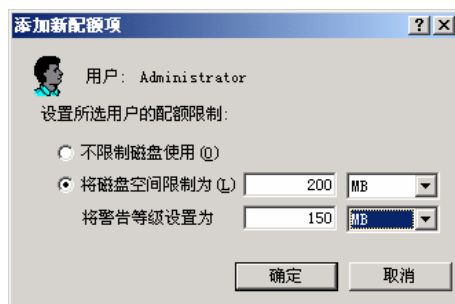 添加新配额项
用户: Administrator
设置所选用户的配额限制:
不限制磁盘使用(O)
将磁盘空间限制为(L) 200 MB
将警告等级设置为 150 MB
确定 取消